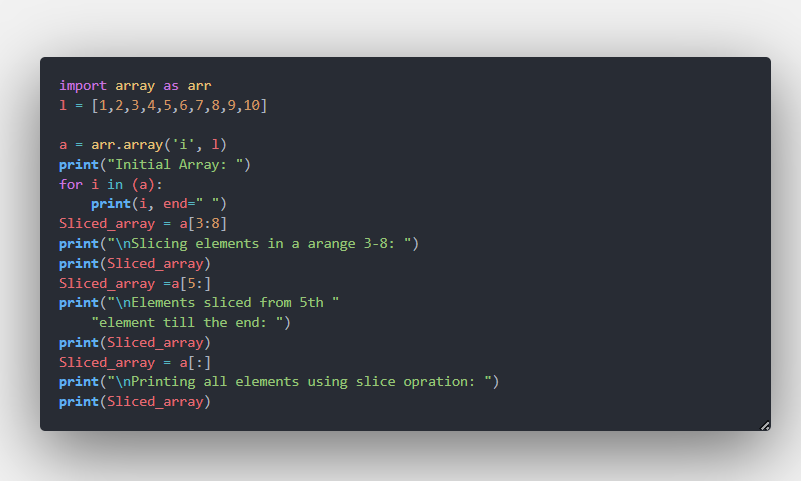 import array as arr
l = [1,2,3,4,5,6,7,8,9,10]
a = arr.array('i', l)
print("Initial Array: ")
for i in (a):
    print(i, end=" ")
Sliced_array = a[3:8]
print("\nSlicing elements in a arange 3-8: ")
print(Sliced_array)
Sliced_array =a[5:]
print("\nElements sliced from 5th "
    "element till the end: ")
print(Sliced_array)
Sliced_array = a[:]
print("\nPrinting all elements using slice opration: ")
print(Sliced_array)